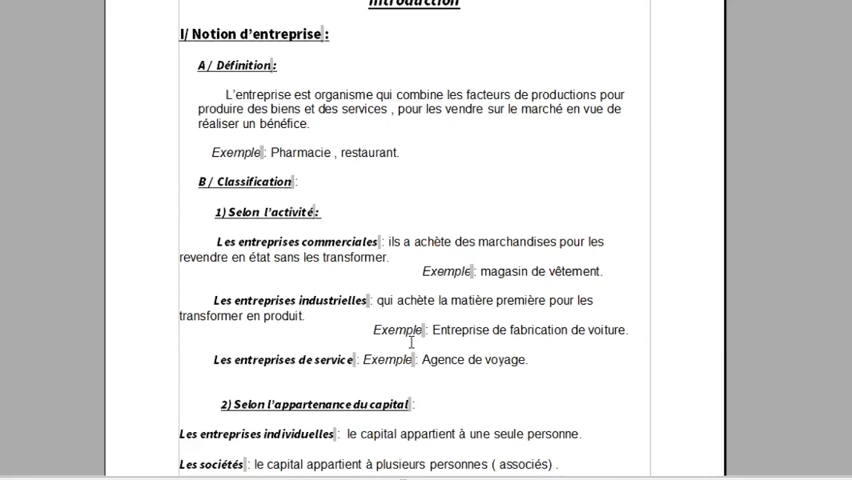 Introduction
I/ Notion d'entreprise :
A / Définition :
L'entreprise est organisme qui combine les facteurs de productions pour
produire des biens et des services , pour les vendre sur le marché en vue de
réaliser un bénéfice.
Exemple : Pharmacie , restaurant.
B / Classification :
1) Selon l'activité :
Les entreprises commerciales : ils a achète des marchandises pour les
revendre en état sans les transformer.
Exemple : magasin de vêtement.
Les entreprises industrielles : qui achète la matière première pour les
transformer en produit.
Exemple : Entreprise de fabrication de voiture.
Les entreprises de service : Exemple : Agence de voyage.
2) Selon l'appartenance du capital :
Les entreprises individuelles : le capital appartient à une seule personne.
Les sociétés : le capital appartient à plusieurs personnes ( associés) .